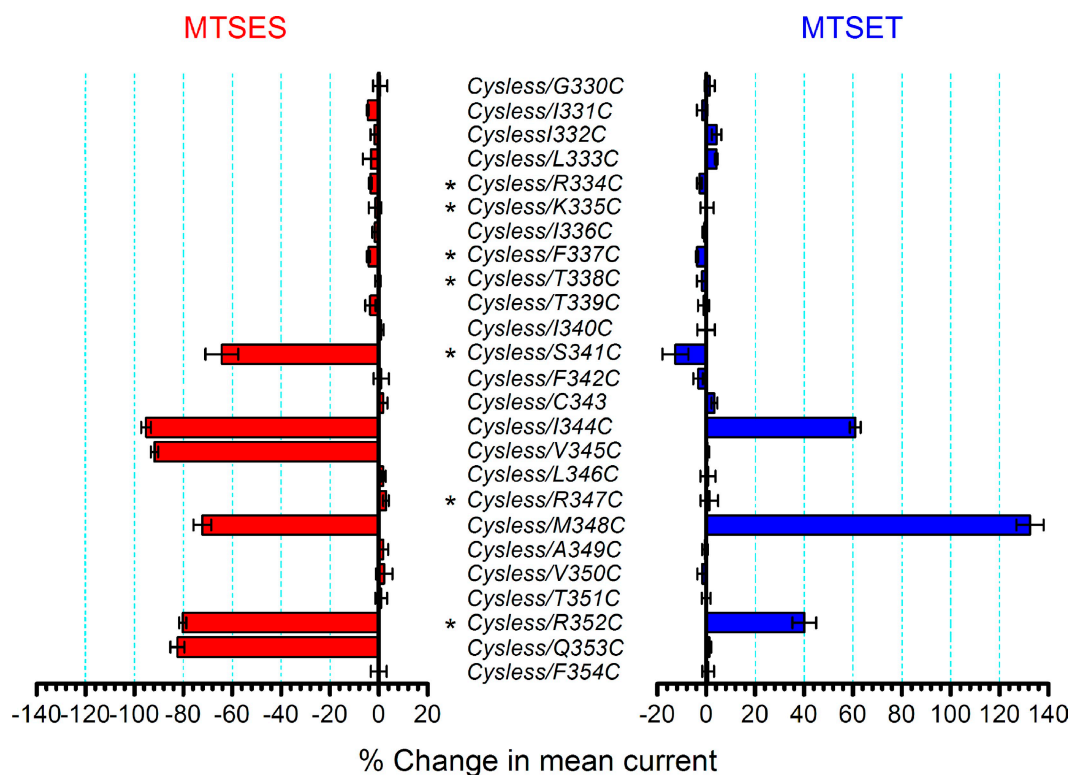 MTSES MTSET
Cysless/G330C
Cysless/I331C
CyslessI332C
Cysless/L333C
* Cysless/R334C
* Cysless/K335C
Cysless/I336C
* Cysless/F337C
* Cysless/T338C
Cysless/T339C
Cysless/I340C
* Cysless/S341C
Cysless/F342C
Cysless/C343
Cysless/I344C
Cysless/V345C
Cysless/L346C
* Cysless/R347C
Cysless/M348C
Cysless/A349C
Cysless/V350C
Cysless/T351C
* Cysless/R352C
Cysless/Q353C
Cysless/F354C
-140 -120 -100 -80 -60 -40 -20 0 20 -20 0 20 40 60 80 100 120 140
% Change in mean current